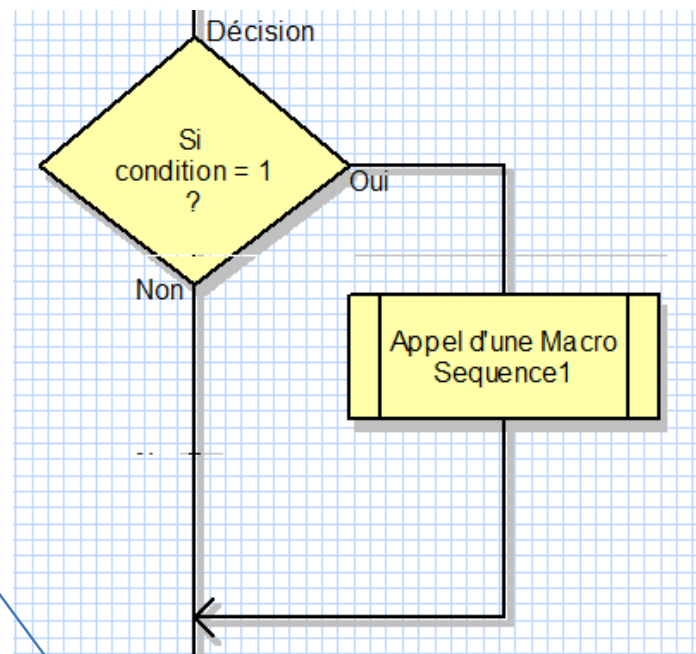 Décision
Si
condition = 1
?
Oui
Non
Appel d'une Macro
Sequence1